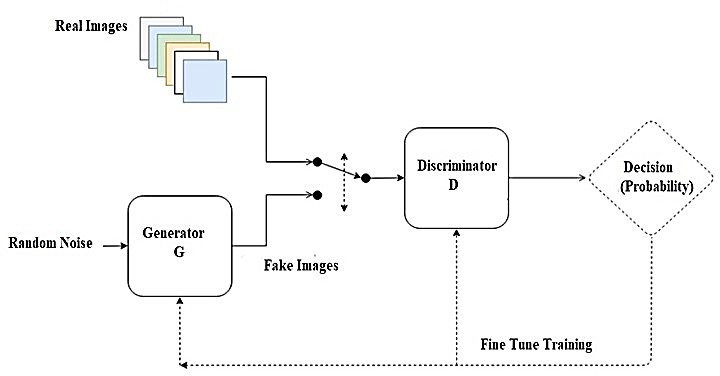 Real Images
Discriminator
D
Decision
(Probability)
Generator
G
Random Noise
Fake Images
Fine Tune Training